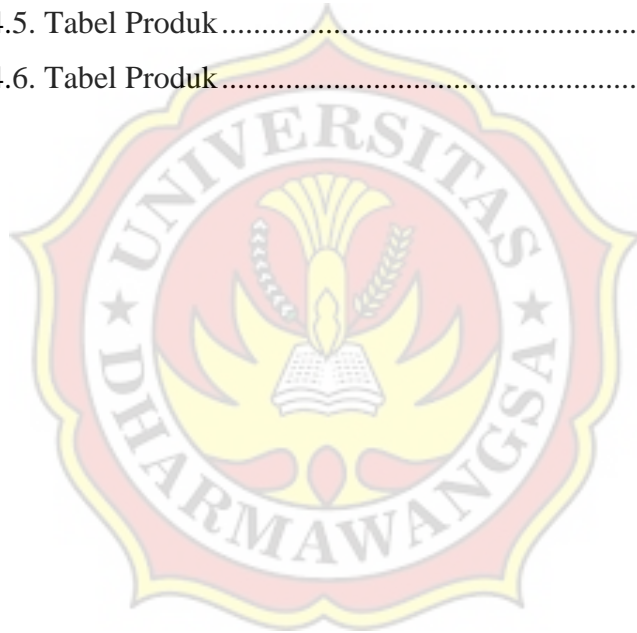 4.5. Tabel Produk..............................................
4.6. Tabel Produk..............................................
UNIVERSITAS
DHARMAWANGSA